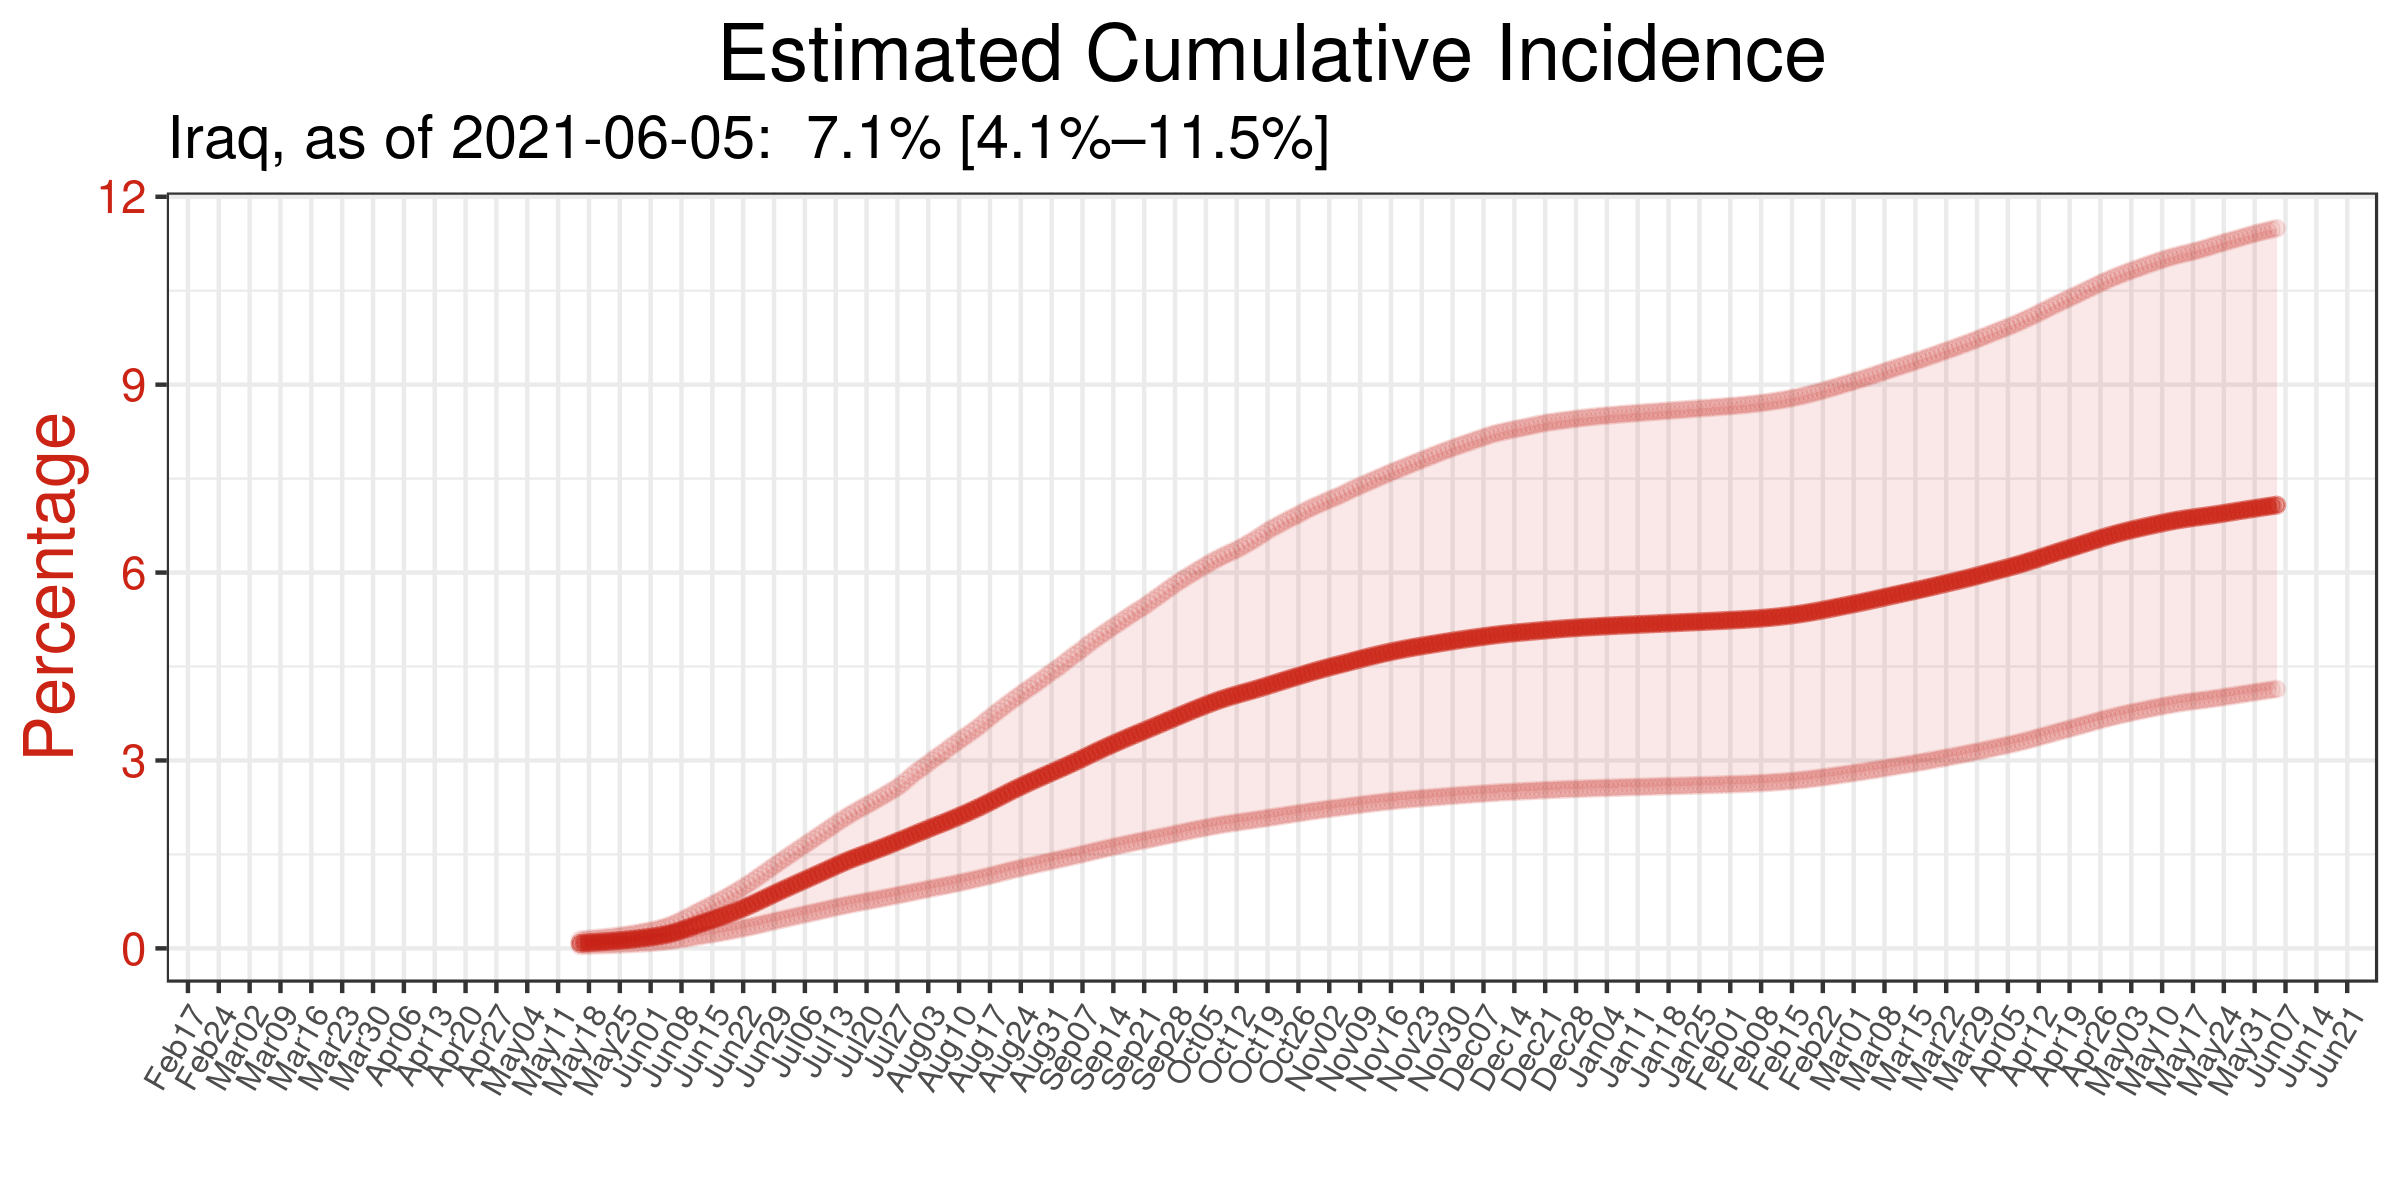 Estimated Cumulative Incidence
Iraq, as of 2021-06-05:  7.1% [4.1%–11.5%]
Percentage
12
9
6
3
0
Feb17
Feb24
Mar02
Mar09
Mar16
Mar23
Mar30
Apr06
Apr13
Apr20
Apr27
May04
May11
May18
May25
Jun01
Jun08
Jun15
Jun22
Jun29
Jul06
Jul13
Jul20
Jul27
Aug03
Aug10
Aug17
Aug24
Aug31
Sep07
Sep14
Sep21
Sep28
Oct05
Oct12
Oct19
Oct26
Nov02
Nov09
Nov16
Nov23
Nov30
Dec07
Dec14
Dec21
Dec28
Jan04
Jan11
Jan18
Jan25
Feb01
Feb08
Feb15
Feb22
Mar01
Mar08
Mar15
Mar22
Mar29
Apr05
Apr12
Apr19
Apr26
May03
May10
May17
May24
May31
Jun07
Jun14
Jun21